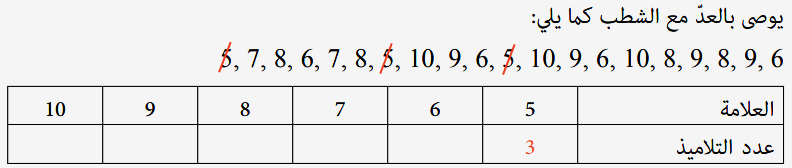 يوصى بالعدّ مع الشطب كما يلي:
5, 7, 8, 6, 7, 8, 5, 10, 9, 6, 5, 10, 9, 6, 10, 8, 9, 8, 9, 6
العلامة 5 6 7 8 9 10
عدد التلاميذ 3